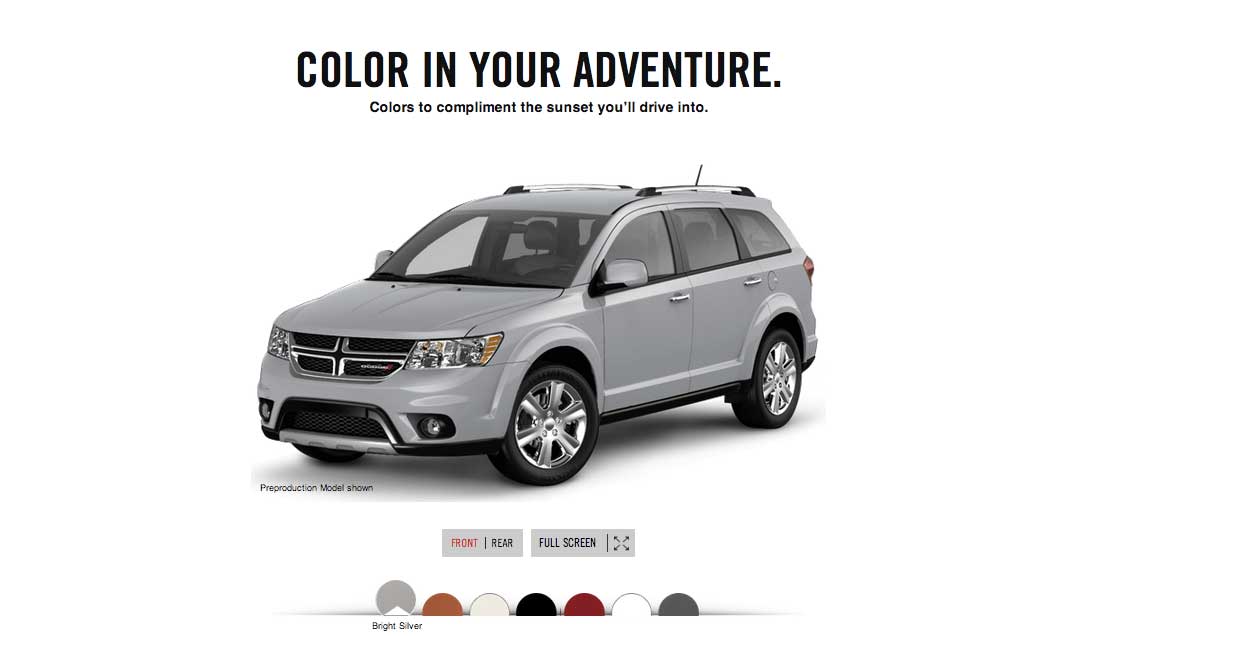 COLOR IN YOUR ADVENTURE.
Colors to compliment the sunset you'll drive into.
DODGE
Preproduction Model shown
FRONT | REAR FULL SCREEN
Bright Silver